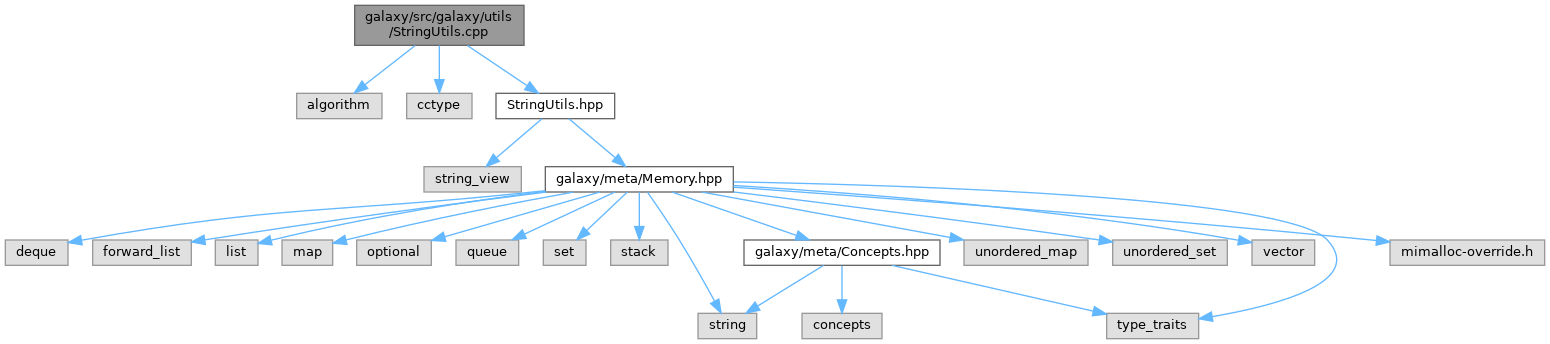 galaxy/src/galaxy/utils
/StringUtils.cpp
algorithm
cctype
StringUtils.hpp
string_view
galaxy/meta/Memory.hpp
deque
forward_list
list
map
optional
queue
set
stack
galaxy/meta/Concepts.hpp
unordered_map
unordered_set
vector
mimalloc-override.h
string
concepts
type_traits